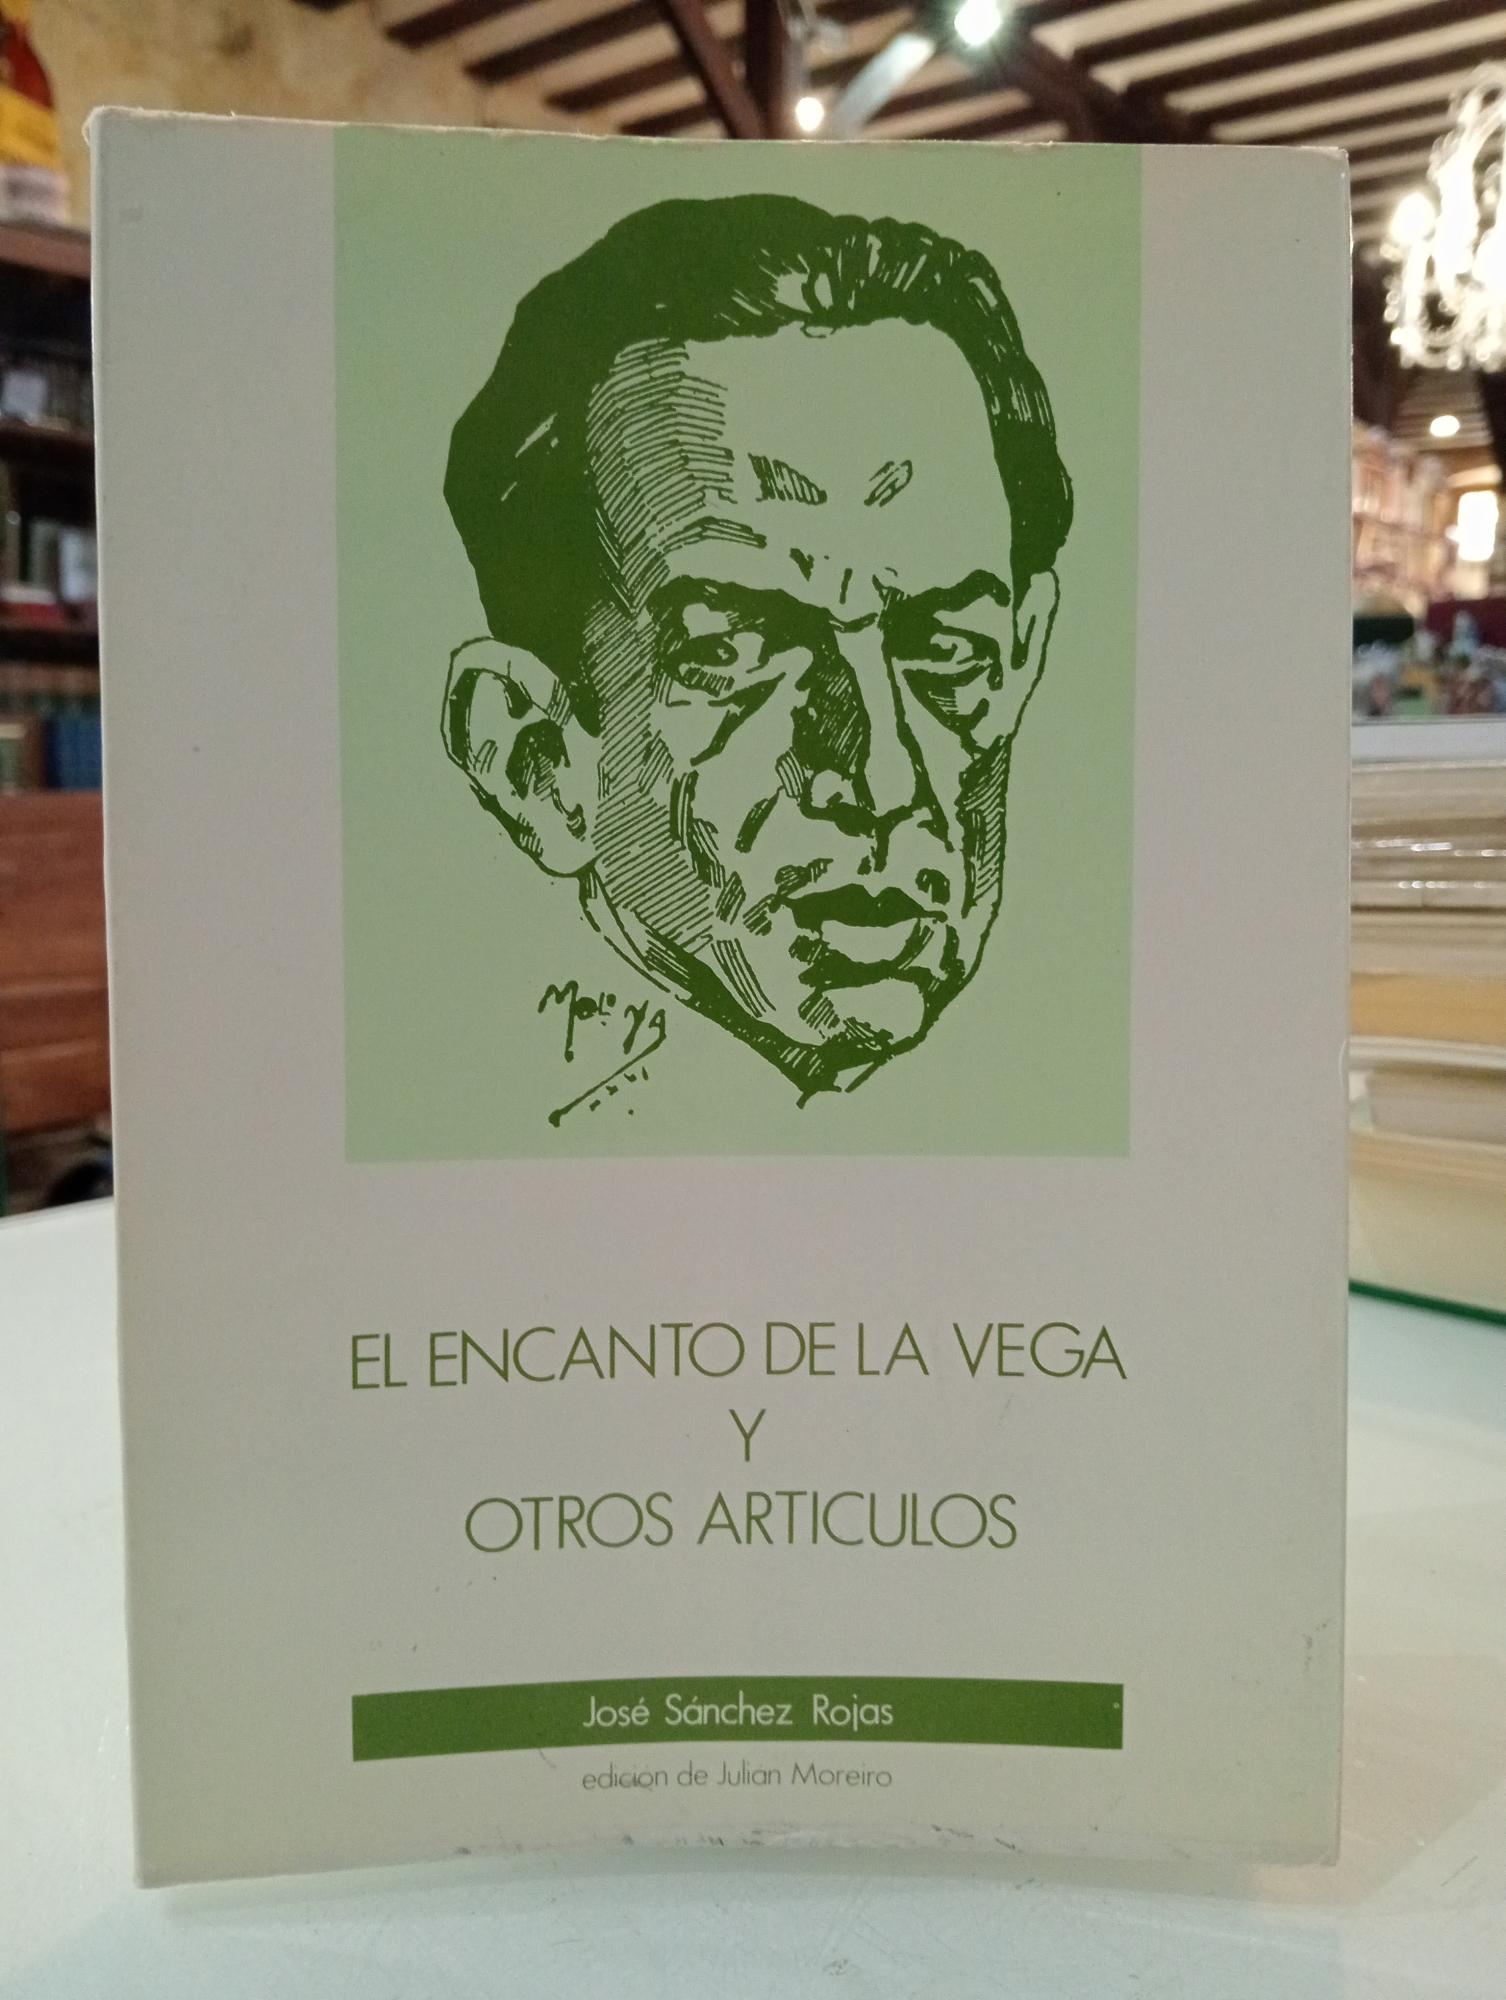 EL ENCANTO DE LA VEGA
Y
OTROS ARTICULOS
José Sánchez Rojas
edicion de Julián Moreiro